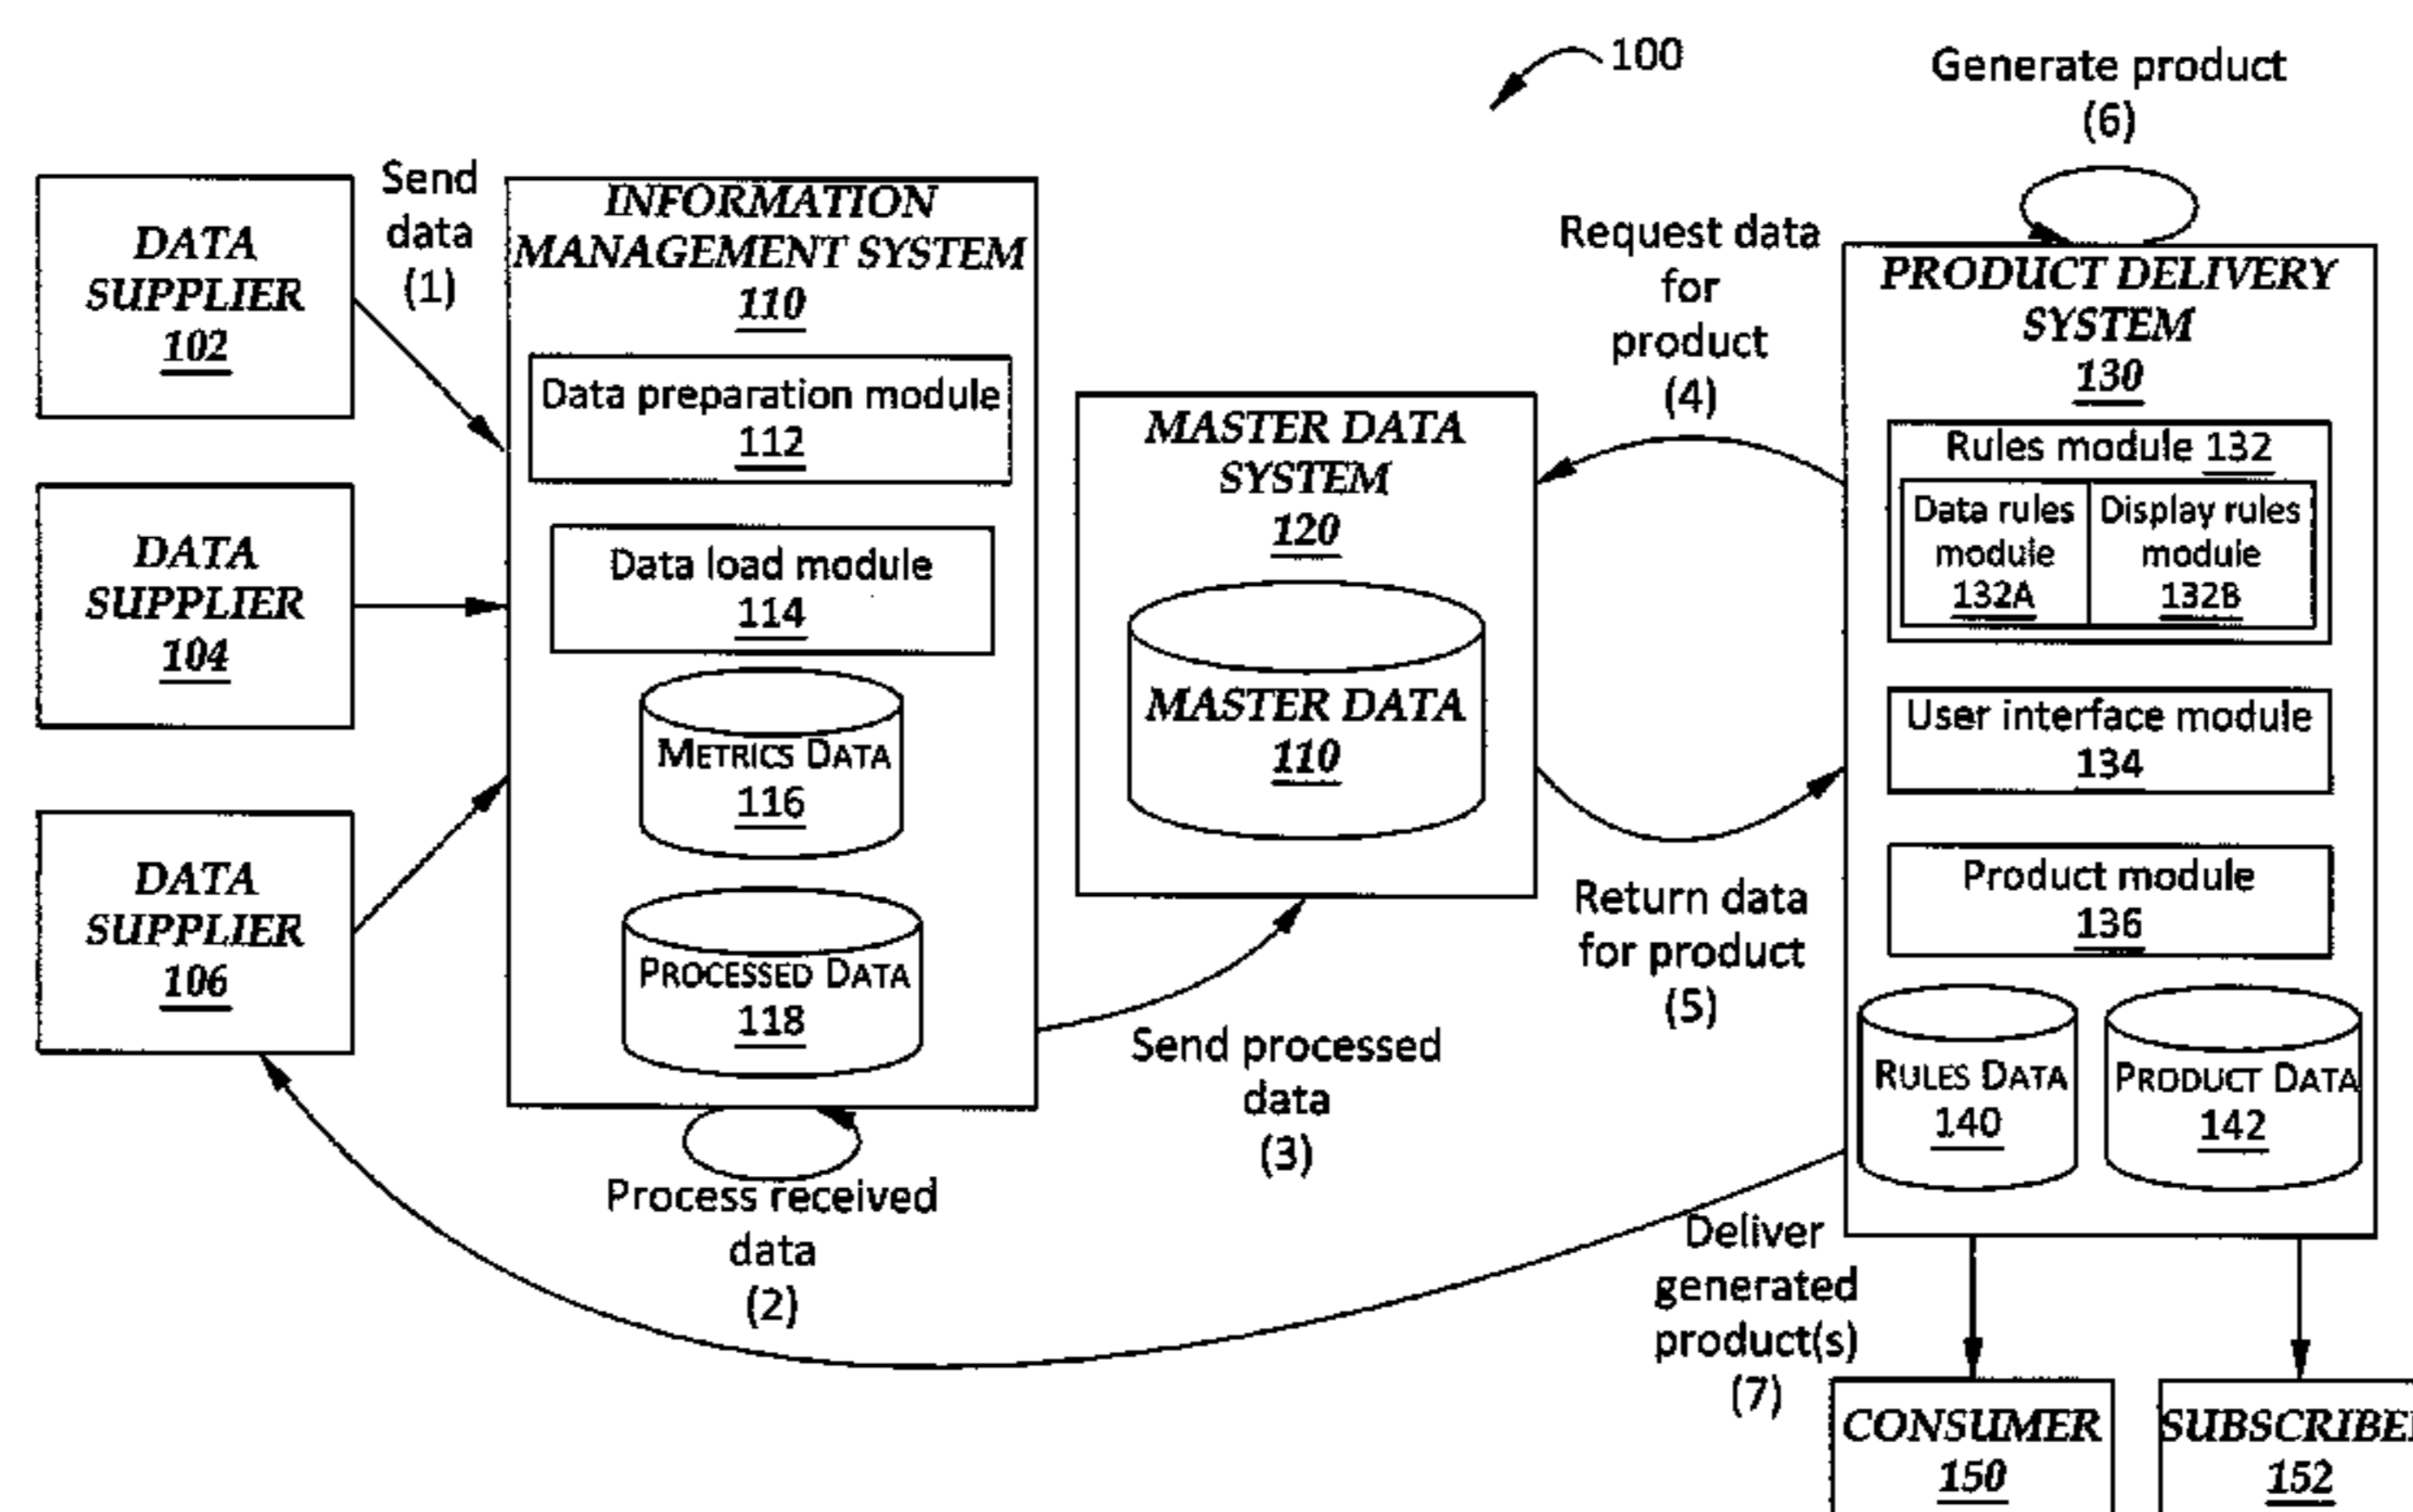 100
Generate product
(6)
Send
data
(1)
DATA
SUPPLIER
102
DATA
SUPPLIER
104
DATA
SUPPLIER
106
INFORMATION
MANAGEMENT SYSTEM
110
Data preparation module
112
Data load module
114
METRICS DATA
116
PROCESSED DATA
118
Process received
data
(2)
MASTER DATA
SYSTEM
120
MASTER DATA
110
Send processed
data
(3)
Request data
for
product
(4)
Return data
for product
(5)
PRODUCT DELIVERY
SYSTEM
130
Rules module 132
Data rules
module
132A
Display rules
module
132B
User interface module
134
Product module
136
RULES DATA
140
PRODUCT DATA
142
Deliver
generated
product(s)
(7)
CONSUMER
150
SUBSCRIBE
152